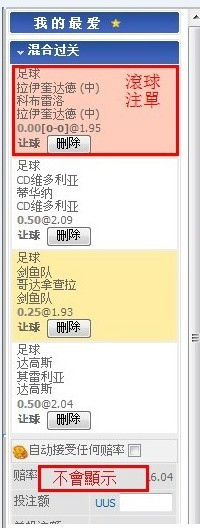 我的最爱
混合过关
足球
拉伊奎达德 (中)
科布雷洛
拉伊奎达德 (中)
0.00[0-0]@1.95
让球 删除
滾球
注單
足球
CD维多利亚
蒂华纳
CD维多利亚
0.50@2.09
让球 删除
足球
剑鱼队
哥达拿查拉
剑鱼队
0.25@1.93
让球 删除
足球
达高斯
其雷利亚
达高斯
0.50@2.04
让球 删除
自动接受任何赔率
赔率 不會顯示 16.04
投注额 UUS